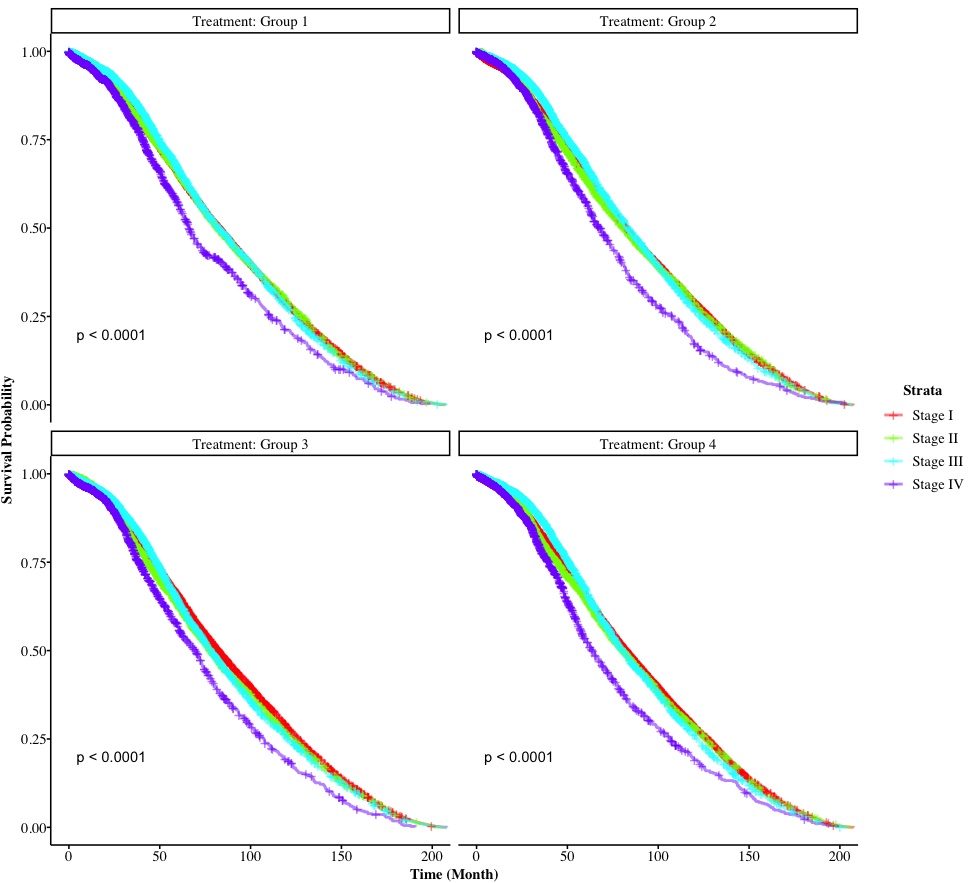 Treatment: Group 1
Treatment: Group 2
1.00
0.75
0.50
0.25
0.00
p < 0.0001
p < 0.0001
Treatment: Group 3
Treatment: Group 4
1.00
0.75
0.50
0.25
0.00
p < 0.0001
p < 0.0001
0 50 100 150 200
0 50 100 150 200
Time (Month)
Survival Probability
Strata
Stage I
Stage II
Stage III
Stage IV